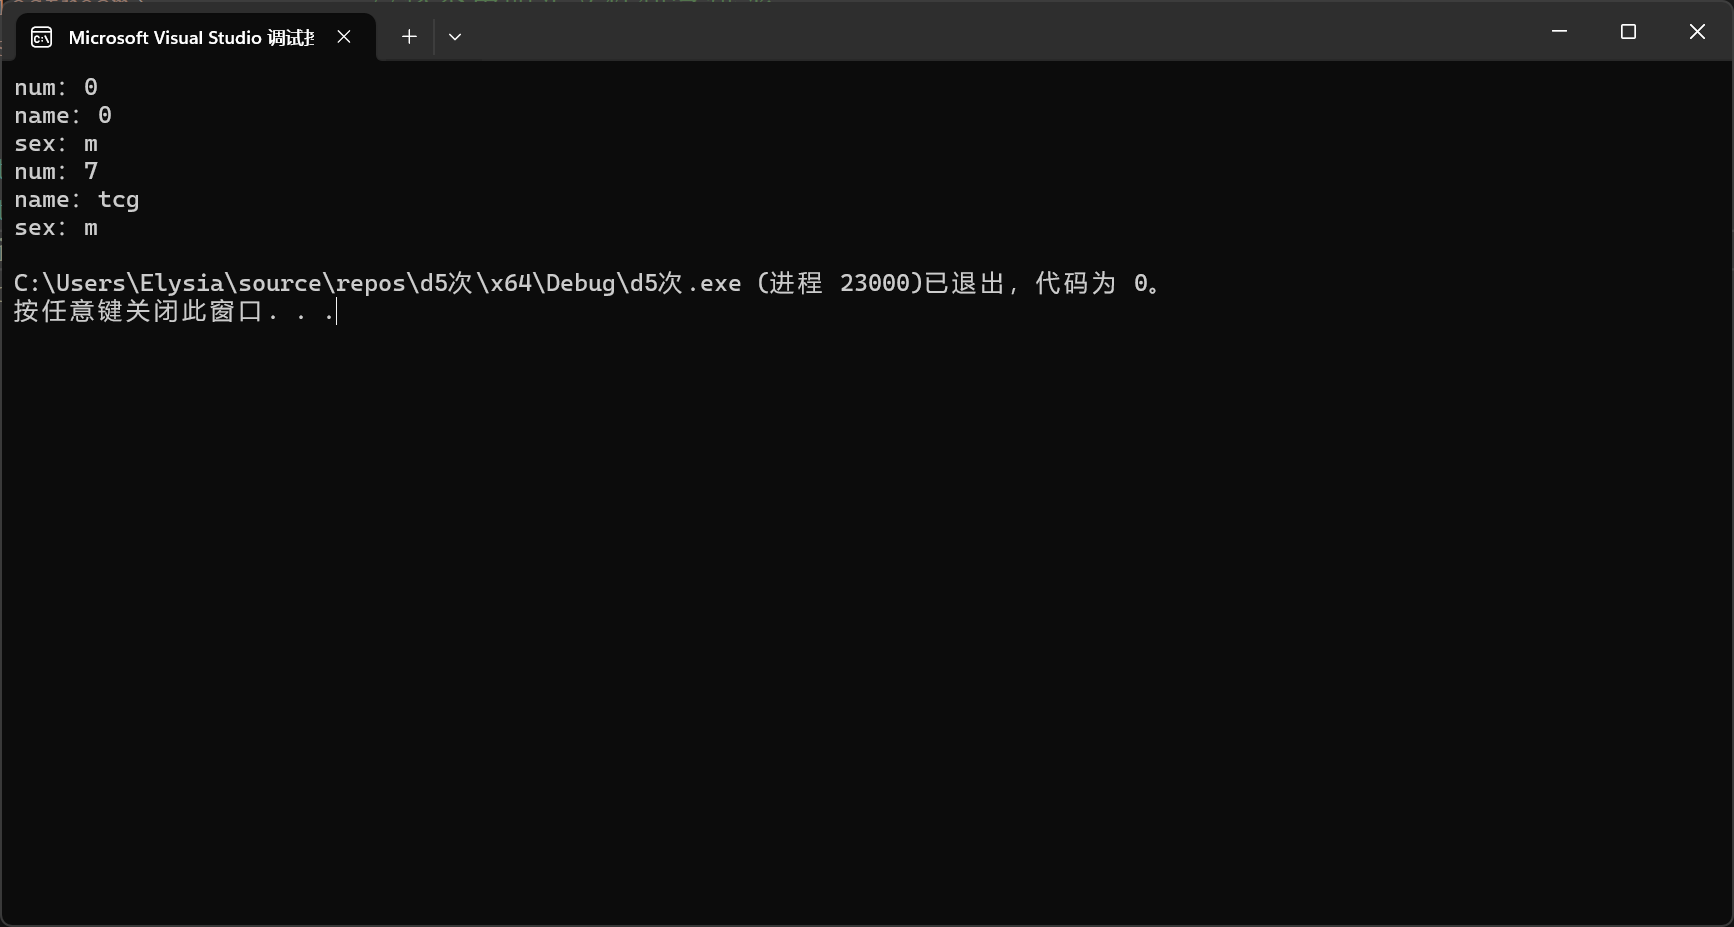 Microsoft Visual Studio 调试
num: 0
name: 0
sex: m
num: 7
name: tcg
sex: m
C:\Users\Elysia\source\repos\d5次\x64\Debug\d5次.exe (进程 23000)已退出，代码为 0。
按任意键关闭此窗口. . .